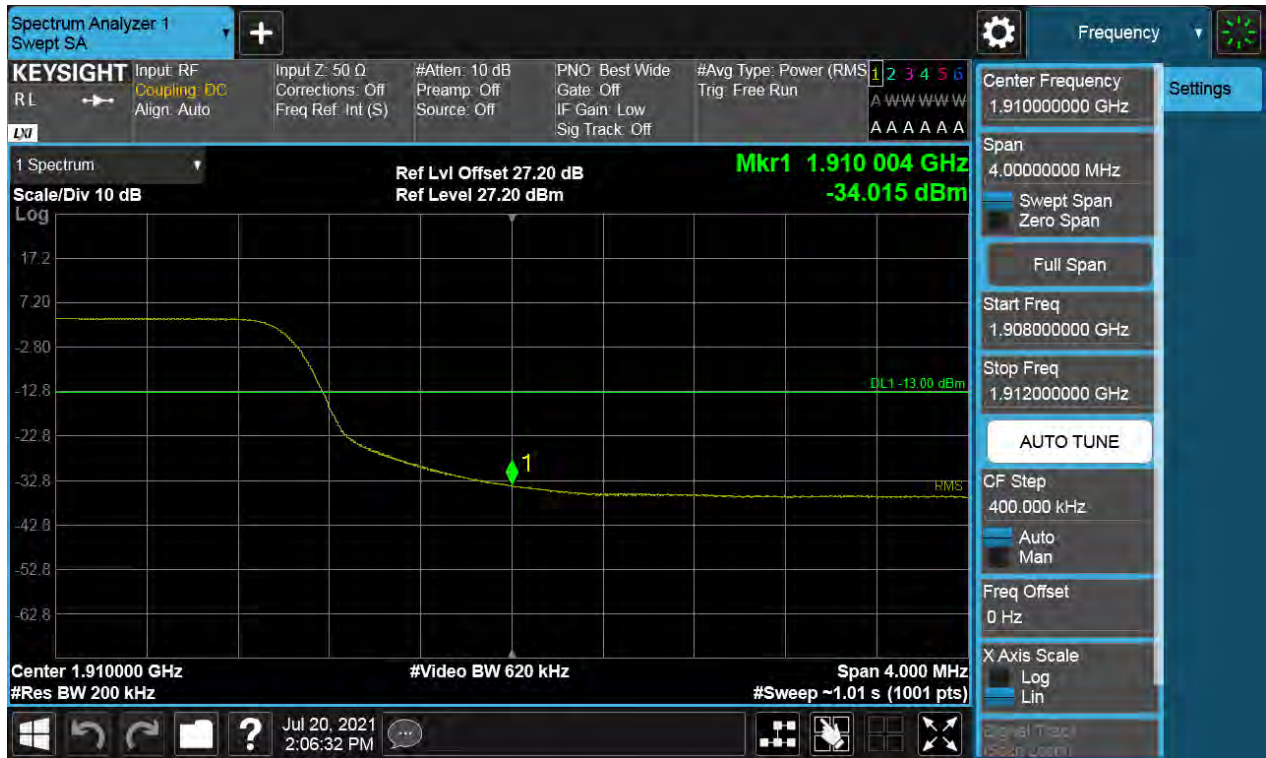 Spectrum Analyzer 1
Swept SA
+
Frequency
KEYSIGHT
RL
LXI
Input: RF
Coupling: DC
Align: Auto
Input Z: 50 Ω
Corrections: Off
Freq Ref: Int (S)
#Atten: 10 dB
Preamp: Off
Source: Off
PNO: Best Wide
Gate: Off
IF Gain: Low
Sig Track: Off
#Avg Type: Power (RMS
Trig: Free Run
1 2 3 4 5 6
A W W W W W
A A A A A A
1 Spectrum
Scale/Div 10 dB
Ref Lvl Offset 27.20 dB
Ref Level 27.20 dBm
Mkr1 1.910 004 GHz
-34.015 dBm
Log
17.2
7.20
-2.80
-12.8
-22.8
-32.8
-42.8
-52.8
-62.8
DL1 -13.00 dBm
1
RMS
Center 1.910000 GHz
#Video BW 620 kHz
Span 4.000 MHz
#Res BW 200 kHz
#Sweep ~1.01 s (1001 pts)
?
Jul 20, 2021
2:06:32 PM
Center Frequency
1.910000000 GHz
Span
4.00000000 MHz
Swept Span
Zero Span
Full Span
Start Freq
1.908000000 GHz
Stop Freq
1.912000000 GHz
AUTO TUNE
CF Step
400.000 kHz
Auto
Man
Freq Offset
0 Hz
X Axis Scale
Log
Lin
Signal Track
(Span Zoom)
Settings